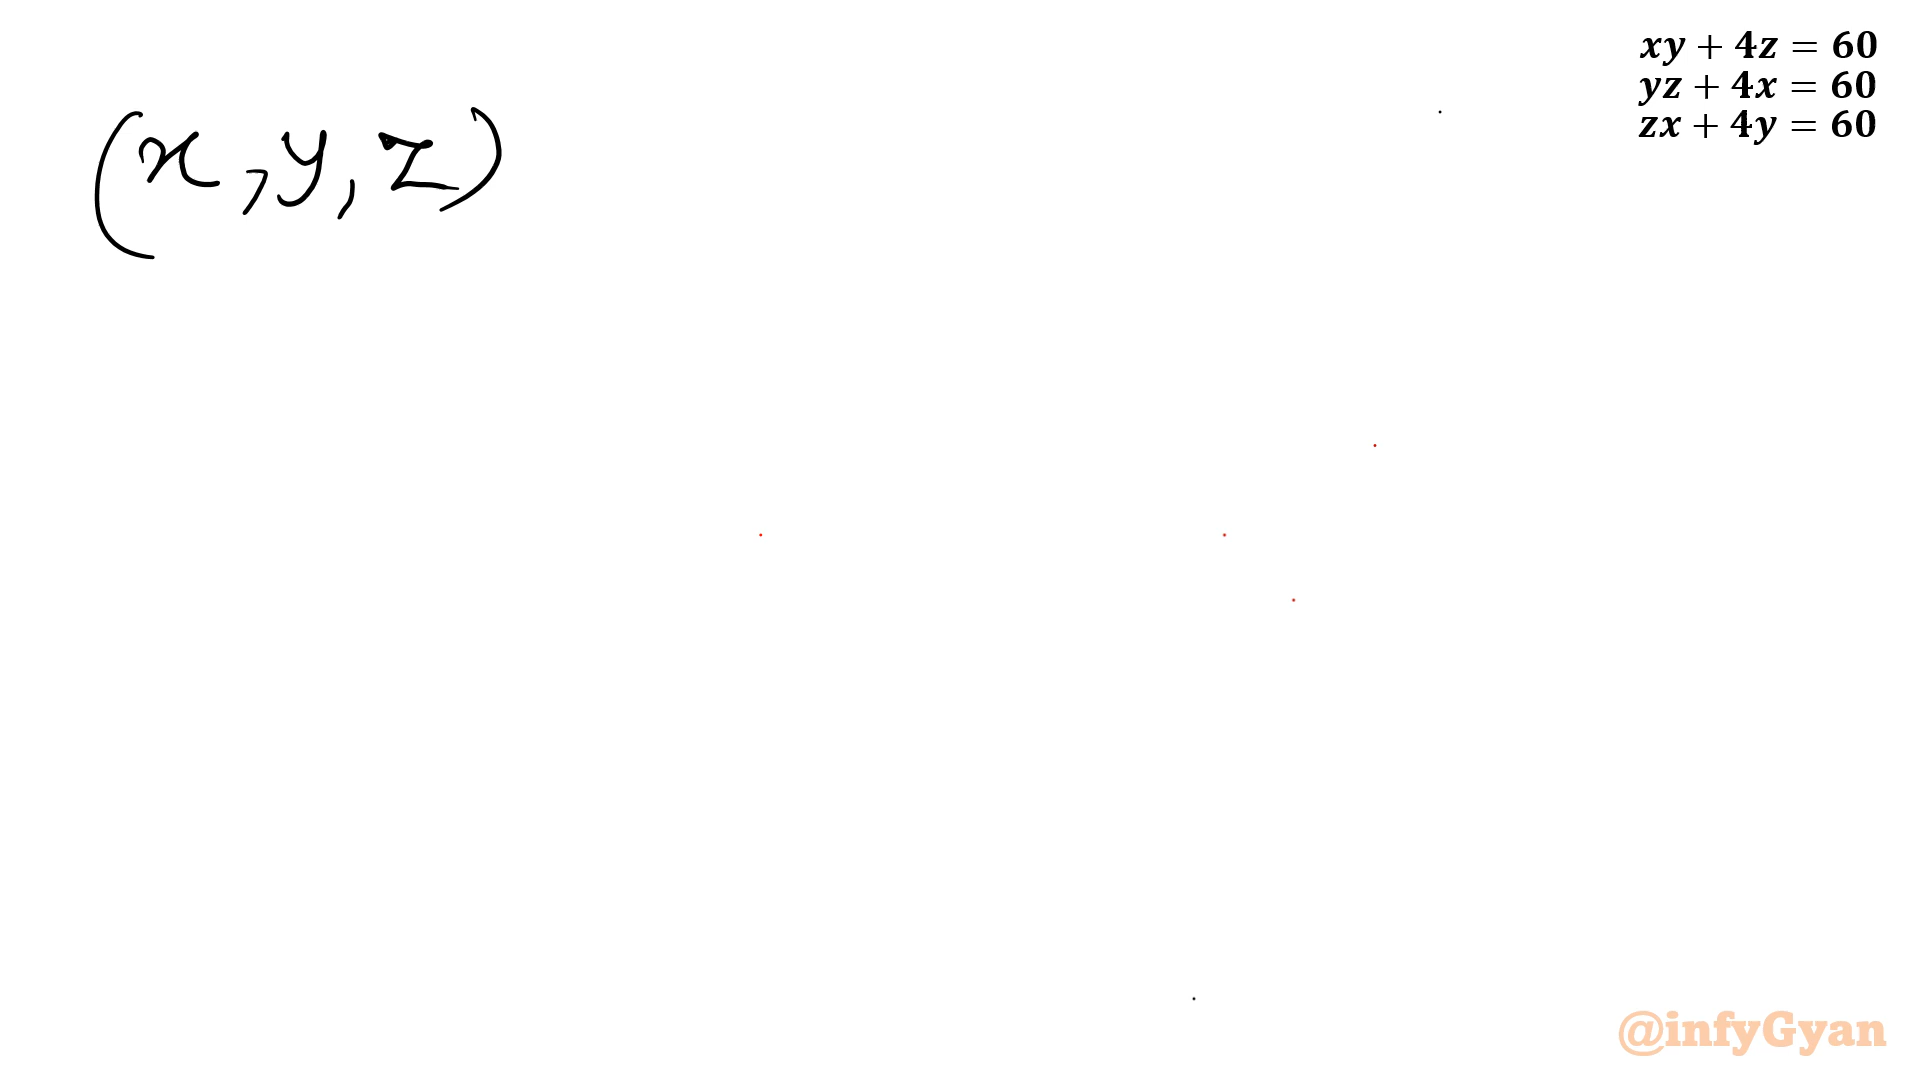 xy + 4z = 60
yz + 4x = 60
zx + 4y = 60
(x, y, z)
@infyGyan